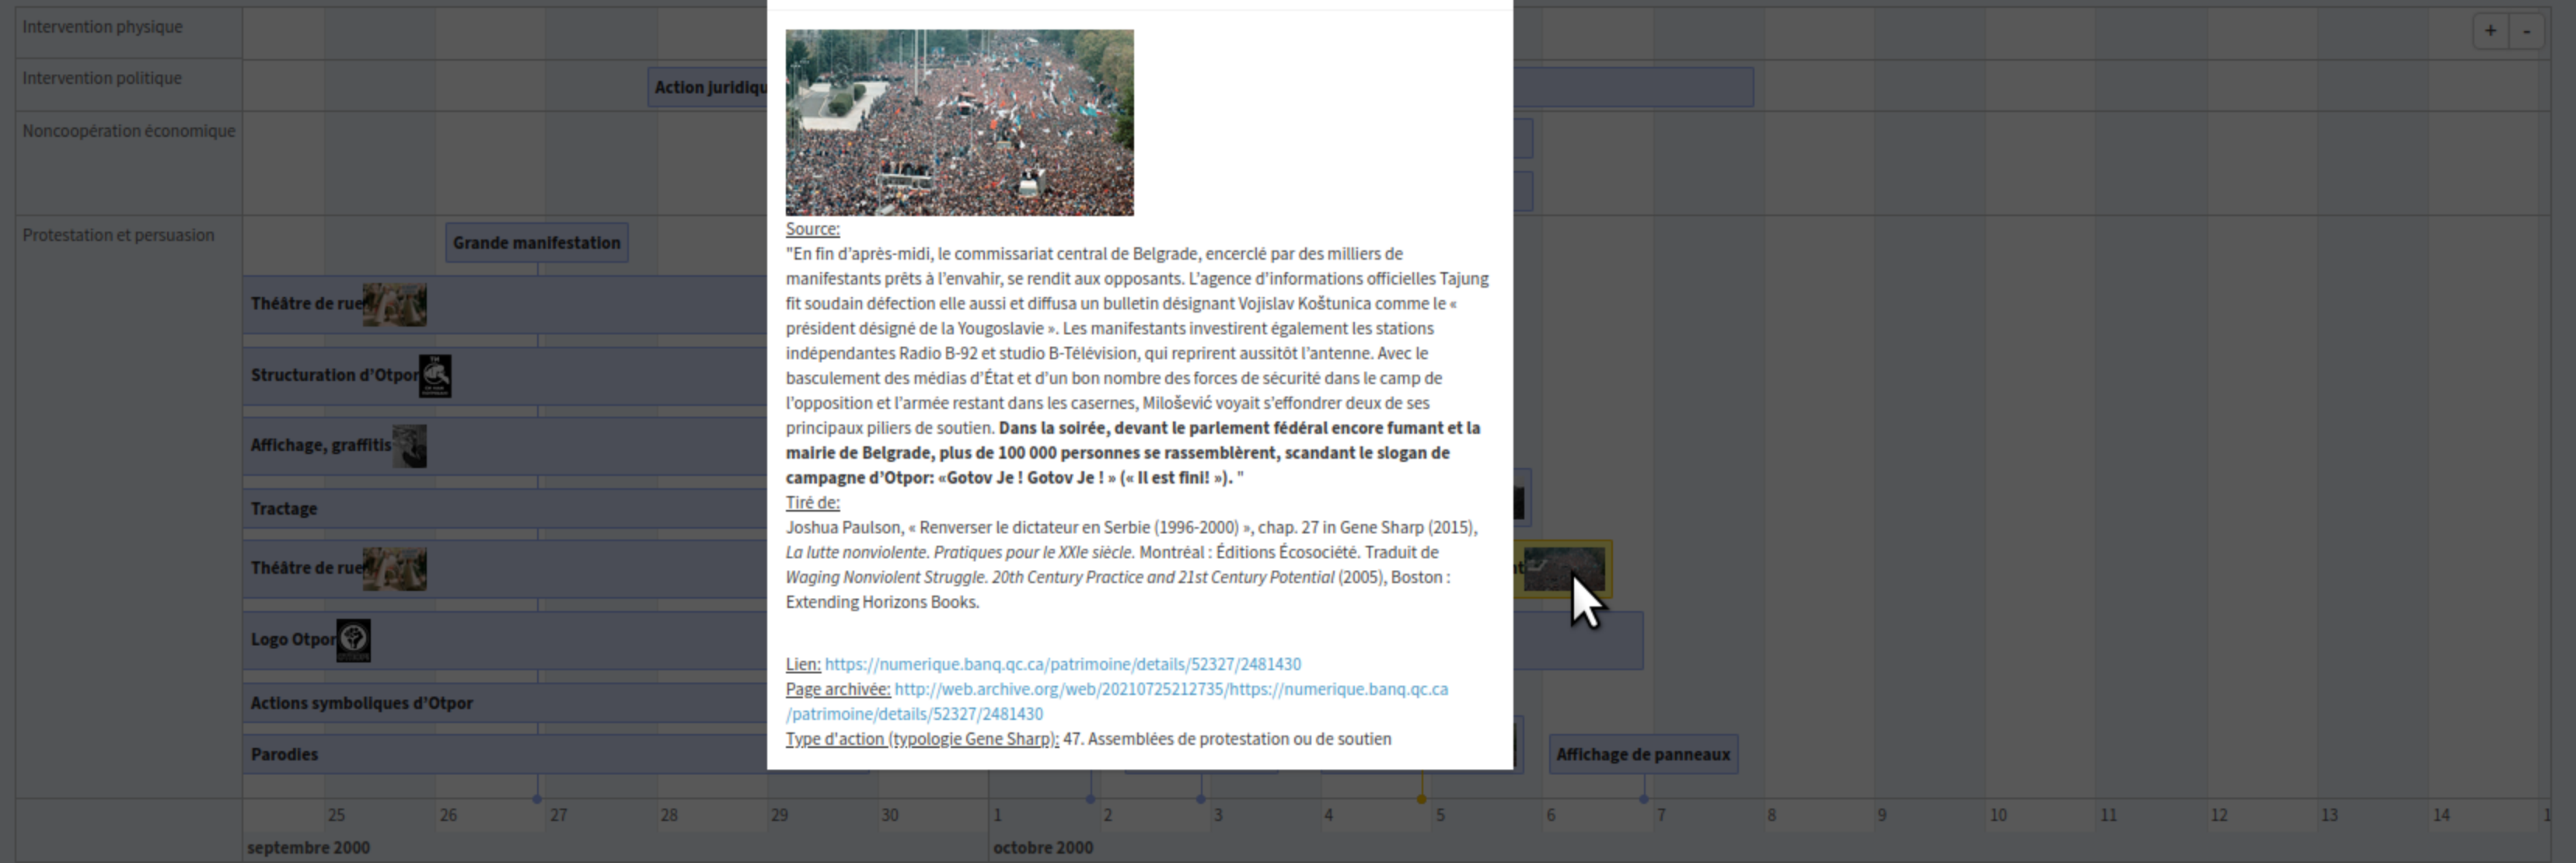 Intervention physique
+ -
Intervention politique
Action juridiqu
Noncoopération économique
Protestation et persuasion
Grande manifestation
Théâtre de rue
Structuration d'Otpor
Affichage, graffitis
Tractage
Théâtre de rue
Logo Otpor
Actions symboliques d'Otpor
Parodies
Source:
"En fin d'après-midi, le commissariat central de Belgrade, encerclé par des milliers de
manifestants prêts à l'envahir, se rendit aux opposants. L'agence d'informations officielles Tajung
fit soudain défection elle aussi et diffusa un bulletin désignant Vojislav Koštunica comme le «
président désigné de la Yougoslavie ». Les manifestants investirent également les stations
indépendantes Radio B-92 et studio B-Télévision, qui reprirent aussitôt l'antenne. Avec le
basculement des médias d'État et d'un bon nombre des forces de sécurité dans le camp de
l'opposition et l'armée restant dans les casernes, Milošević voyait s'effondrer deux de ses
principaux piliers de soutien. Dans la soirée, devant le parlement fédéral encore fumant et la
mairie de Belgrade, plus de 100 000 personnes se rassemblèrent, scandant le slogan de
campagne d'Otpor: «Gotov Je ! Gotov Je ! » (« Il est fini! »). "
Tiré de:
Joshua Paulson, « Renverser le dictateur en Serbie (1996-2000) », chap. 27 in Gene Sharp (2015),
La lutte nonviolente. Pratiques pour le XXIe siècle. Montréal : Éditions Écosociété. Traduit de
Waging Nonviolent Struggle. 20th Century Practice and 21st Century Potential (2005), Boston :
Extending Horizons Books.
Lien: https://numerique.banq.qc.ca/patrimoine/details/52327/2481430
Page archivée: http://web.archive.org/web/20210725212735/https://numerique.banq.qc.ca
/patrimoine/details/52327/2481430
Type d'action (typologie Gene Sharp): 47. Assemblées de protestation ou de soutien
nt
Affichage de panneaux
25 26 27 28 29 30 1 2 3 4 5 6 7 8 9 10 11 12 13 14 1
septembre 2000 octobre 2000